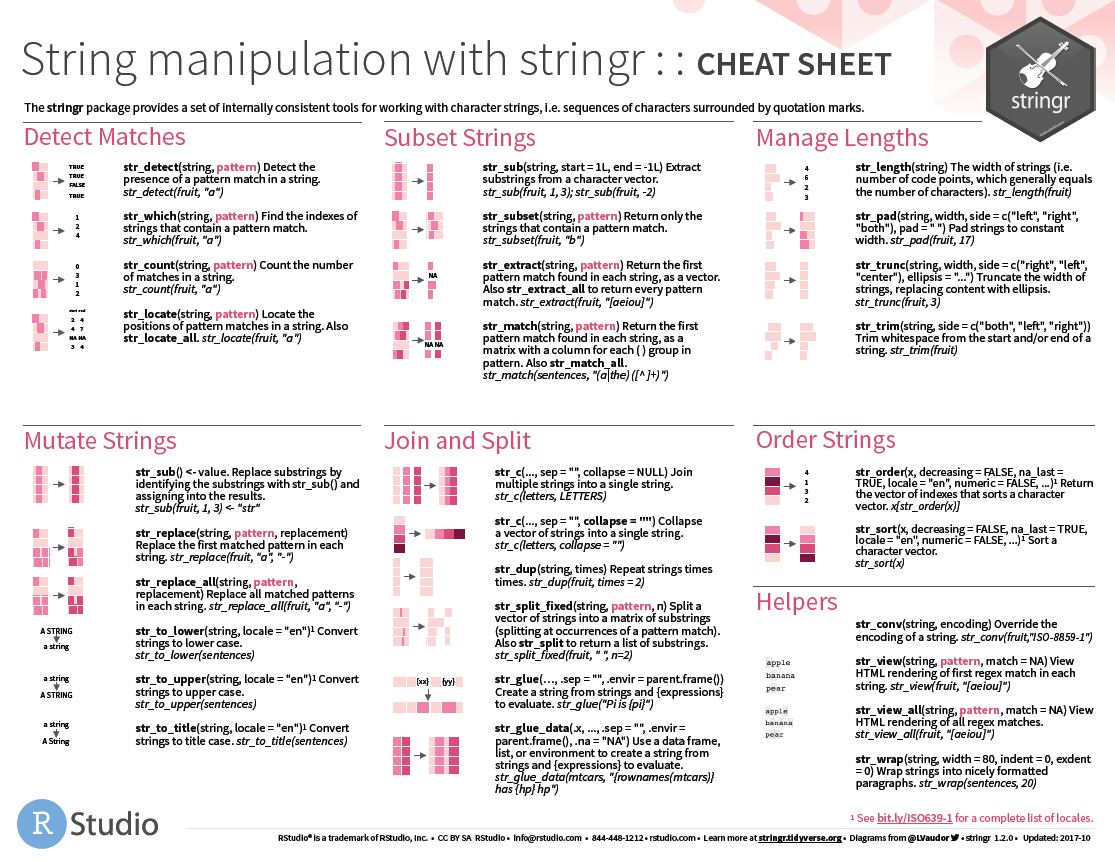 String manipulation with stringr : : CHEAT SHEET
stringr
The stringr package provides a set of internally consistent tools for working with character strings, i.e. sequences of characters surrounded by quotation marks.
Detect Matches
TRUE
TRUE
FALSE
TRUE
str_detect(string, pattern) Detect the
presence of a pattern match in a string.
str_detect(fruit, "a")
1
2
4
str_which(string, pattern) Find the indexes of
strings that contain a pattern match.
str_which(fruit, "a")
0
3
1
2
str_count(string, pattern) Count the number
of matches in a string.
str_count(fruit, "a")
start end
2 4
4 7
NA NA
3 4
str_locate(string, pattern) Locate the
positions of pattern matches in a string. Also
str_locate_all. str_locate(fruit, "a")
Subset Strings
str_sub(string, start = 1L, end = -1L) Extract
substrings from a character vector.
str_sub(fruit, 1, 3); str_sub(fruit, -2)
str_subset(string, pattern) Return only the
strings that contain a pattern match.
str_subset(fruit, "b")
NA
str_extract(string, pattern) Return the first
pattern match found in each string, as a vector.
Also str_extract_all to return every pattern
match. str_extract(fruit, "[aeiou]")
NA NA
str_match(string, pattern) Return the first
pattern match found in each string, as a
matrix with a column for each ( ) group in
pattern. Also str_match_all.
str_match(sentences, "(a|the) ([^ ]+)")
Manage Lengths
4
6
2
3
str_length(string) The width of strings (i.e.
number of code points, which generally equals
the number of characters). str_length(fruit)
str_pad(string, width, side = c("left", "right",
"both"), pad = " ") Pad strings to constant
width. str_pad(fruit, 17)
str_trunc(string, width, side = c("right", "left",
"center"), ellipsis = "...") Truncate the width of
strings, replacing content with ellipsis.
str_trunc(fruit, 3)
str_trim(string, side = c("both", "left", "right"))
Trim whitespace from the start and/or end of a
string. str_trim(fruit)
Mutate Strings
str_sub() <- value. Replace substrings by
identifying the substrings with str_sub() and
assigning into the results.
str_sub(fruit, 1, 3) <- "str"
str_replace(string, pattern, replacement)
Replace the first matched pattern in each
string. str_replace(fruit, "a", "-")
str_replace_all(string, pattern,
replacement) Replace all matched patterns
in each string. str_replace_all(fruit, "a", "-")
A STRING
a string
str_to_lower(string, locale = "en")¹ Convert
strings to lower case.
str_to_lower(sentences)
a string
A STRING
str_to_upper(string, locale = "en")¹ Convert
strings to upper case.
str_to_upper(sentences)
a string
A String
str_to_title(string, locale = "en")¹ Convert
strings to title case. str_to_title(sentences)
Join and Split
str_c(..., sep = "", collapse = NULL) Join
multiple strings into a single string.
str_c(letters, LETTERS)
str_c(..., sep = "", collapse = "") Collapse
a vector of strings into a single string.
str_c(letters, collapse = "")
str_dup(string, times) Repeat strings times
times. str_dup(fruit, times = 2)
str_split_fixed(string, pattern, n) Split a
vector of strings into a matrix of substrings
(splitting at occurrences of a pattern match).
Also str_split to return a list of substrings.
str_split_fixed(fruit, " ", n=2)
{xx} {yy}
str_glue(…, .sep = "", .envir = parent.frame())
Create a string from strings and {expressions}
to evaluate. str_glue("Pi is {pi}")
str_glue_data(.x, ..., .sep = "", .envir =
parent.frame(), .na = "NA") Use a data frame,
list, or environment to create a string from
strings and {expressions} to evaluate.
str_glue_data(mtcars, "{rownames(mtcars)}
has {hp} hp")
Order Strings
4
1
3
2
str_order(x, decreasing = FALSE, na_last =
TRUE, locale = "en", numeric = FALSE, ...)¹ Return
the vector of indexes that sorts a character
vector. x[str_order(x)]
str_sort(x, decreasing = FALSE, na_last = TRUE,
locale = "en", numeric = FALSE, ...)¹ Sort a
character vector.
str_sort(x)
Helpers
str_conv(string, encoding) Override the
encoding of a string. str_conv(fruit,"ISO-8859-1")
apple
banana
pear
str_view(string, pattern, match = NA) View
HTML rendering of first regex match in each
string. str_view(fruit, "[aeiou]")
apple
banana
pear
str_view_all(string, pattern, match = NA) View
HTML rendering of all regex matches.
str_view_all(fruit, "[aeiou]")
str_wrap(string, width = 80, indent = 0, exdent
= 0) Wrap strings into nicely formatted
paragraphs. str_wrap(sentences, 20)
¹ See bit.ly/ISO639-1 for a complete list of locales.
R Studio
RStudio® is a trademark of RStudio, Inc. • CC BY SA RStudio • info@rstudio.com • 844-448-1212 • rstudio.com • Learn more at stringr.tidyverse.org • Diagrams from @LVaudor • stringr 1.2.0 • Updated: 2017-10